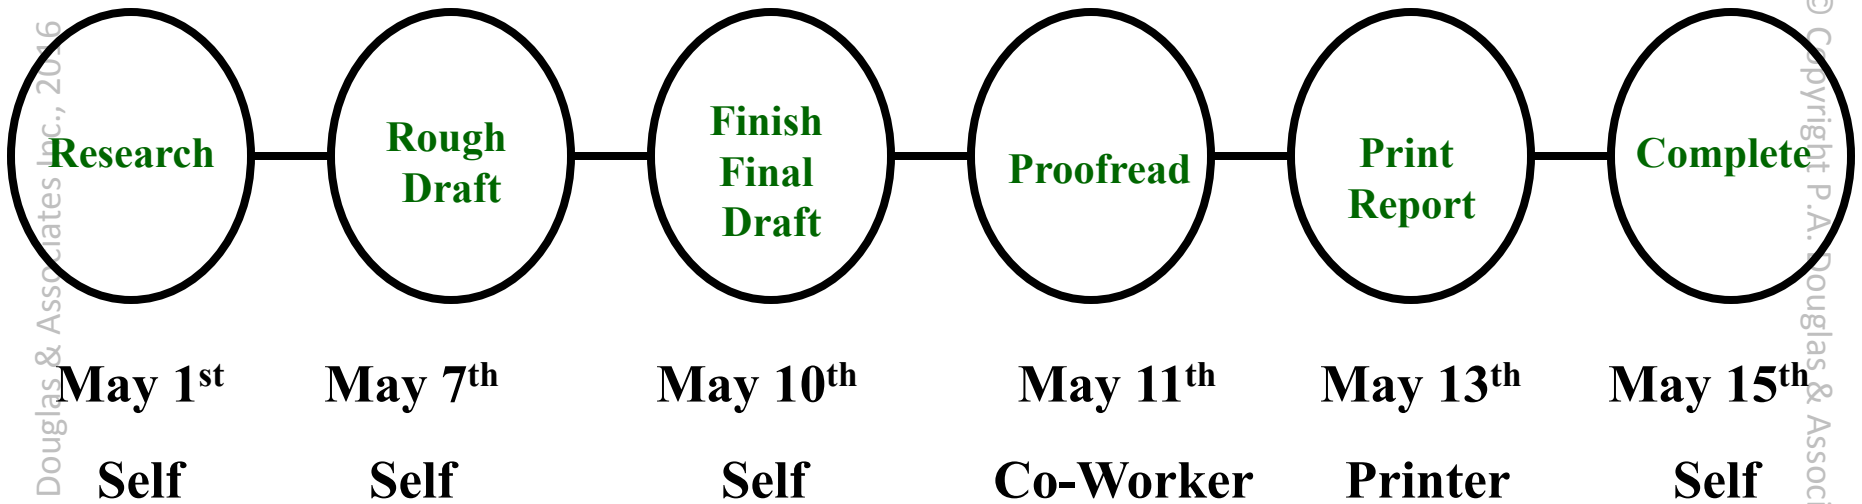 Research
Rough
Draft
Finish
Final
Draft
Proofread
Print
Report
Complete
May 1st
May 7th
May 10th
May 11th
May 13th
May 15th
Self
Self
Self
Co-Worker
Printer
Self
Douglas & Associates Inc., 2016
© Copyright P.A. Douglas & Associ